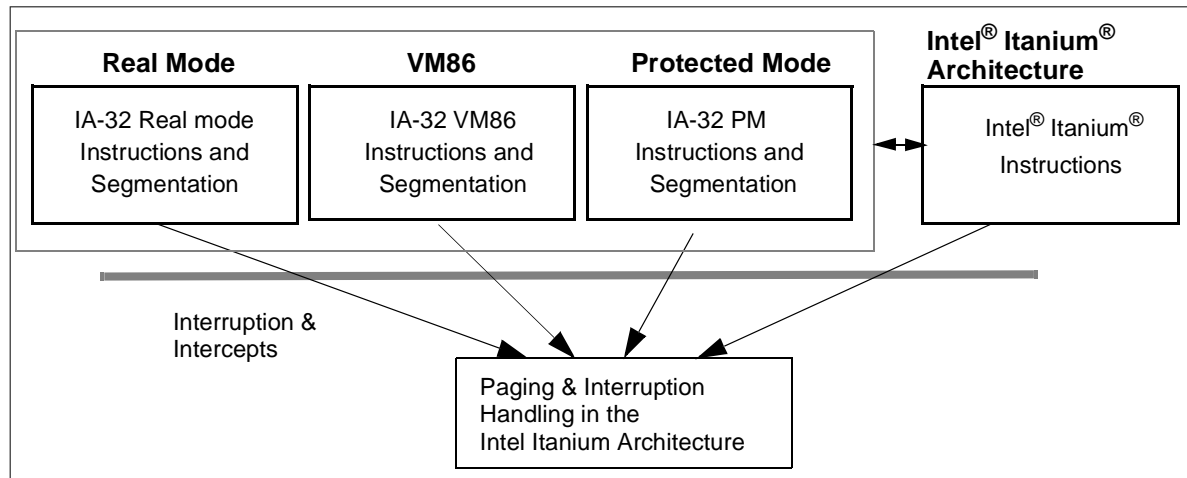 Real Mode
VM86
Protected Mode
Intel® Itanium®
Architecture
IA-32 Real mode
Instructions and
Segmentation
IA-32 VM86
Instructions and
Segmentation
IA-32 PM
Instructions and
Segmentation
Intel® Itanium®
Instructions
Interruption &
Intercepts
Paging & Interruption
Handling in the
Intel Itanium Architecture